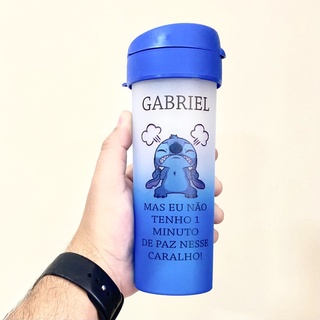 GABRIEL
MAS EU NÃO
TENHO 1
MINUTO
DE PAZ NESSE
CARALHO!